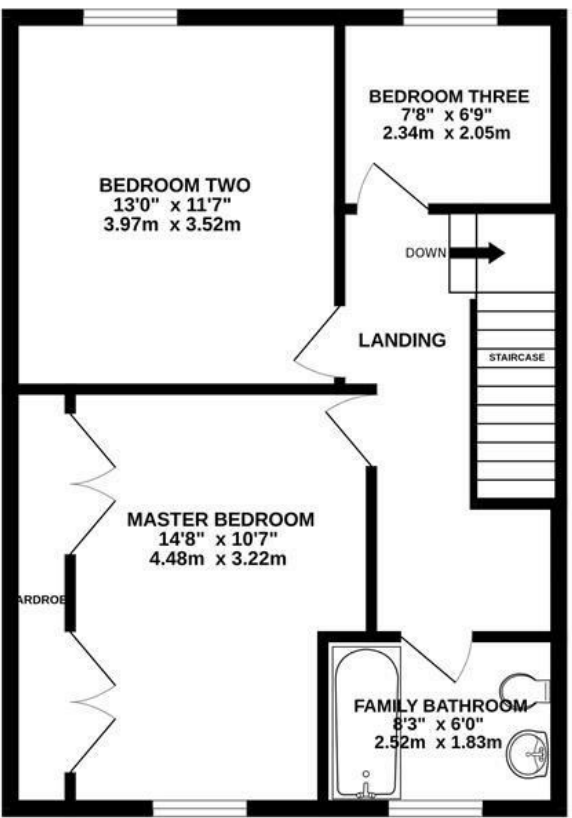 BEDROOM THREE
7'8" x 6'9"
2.34m x 2.05m
BEDROOM TWO
13'0" x 11'7"
3.97m x 3.52m
DOWN
LANDING
STAIRCASE
MASTER BEDROOM
14'8" x 10'7"
4.48m x 3.22m
ARDROBE
FAMILY BATHROOM
8'3" x 6'0"
2.52m x 1.83m